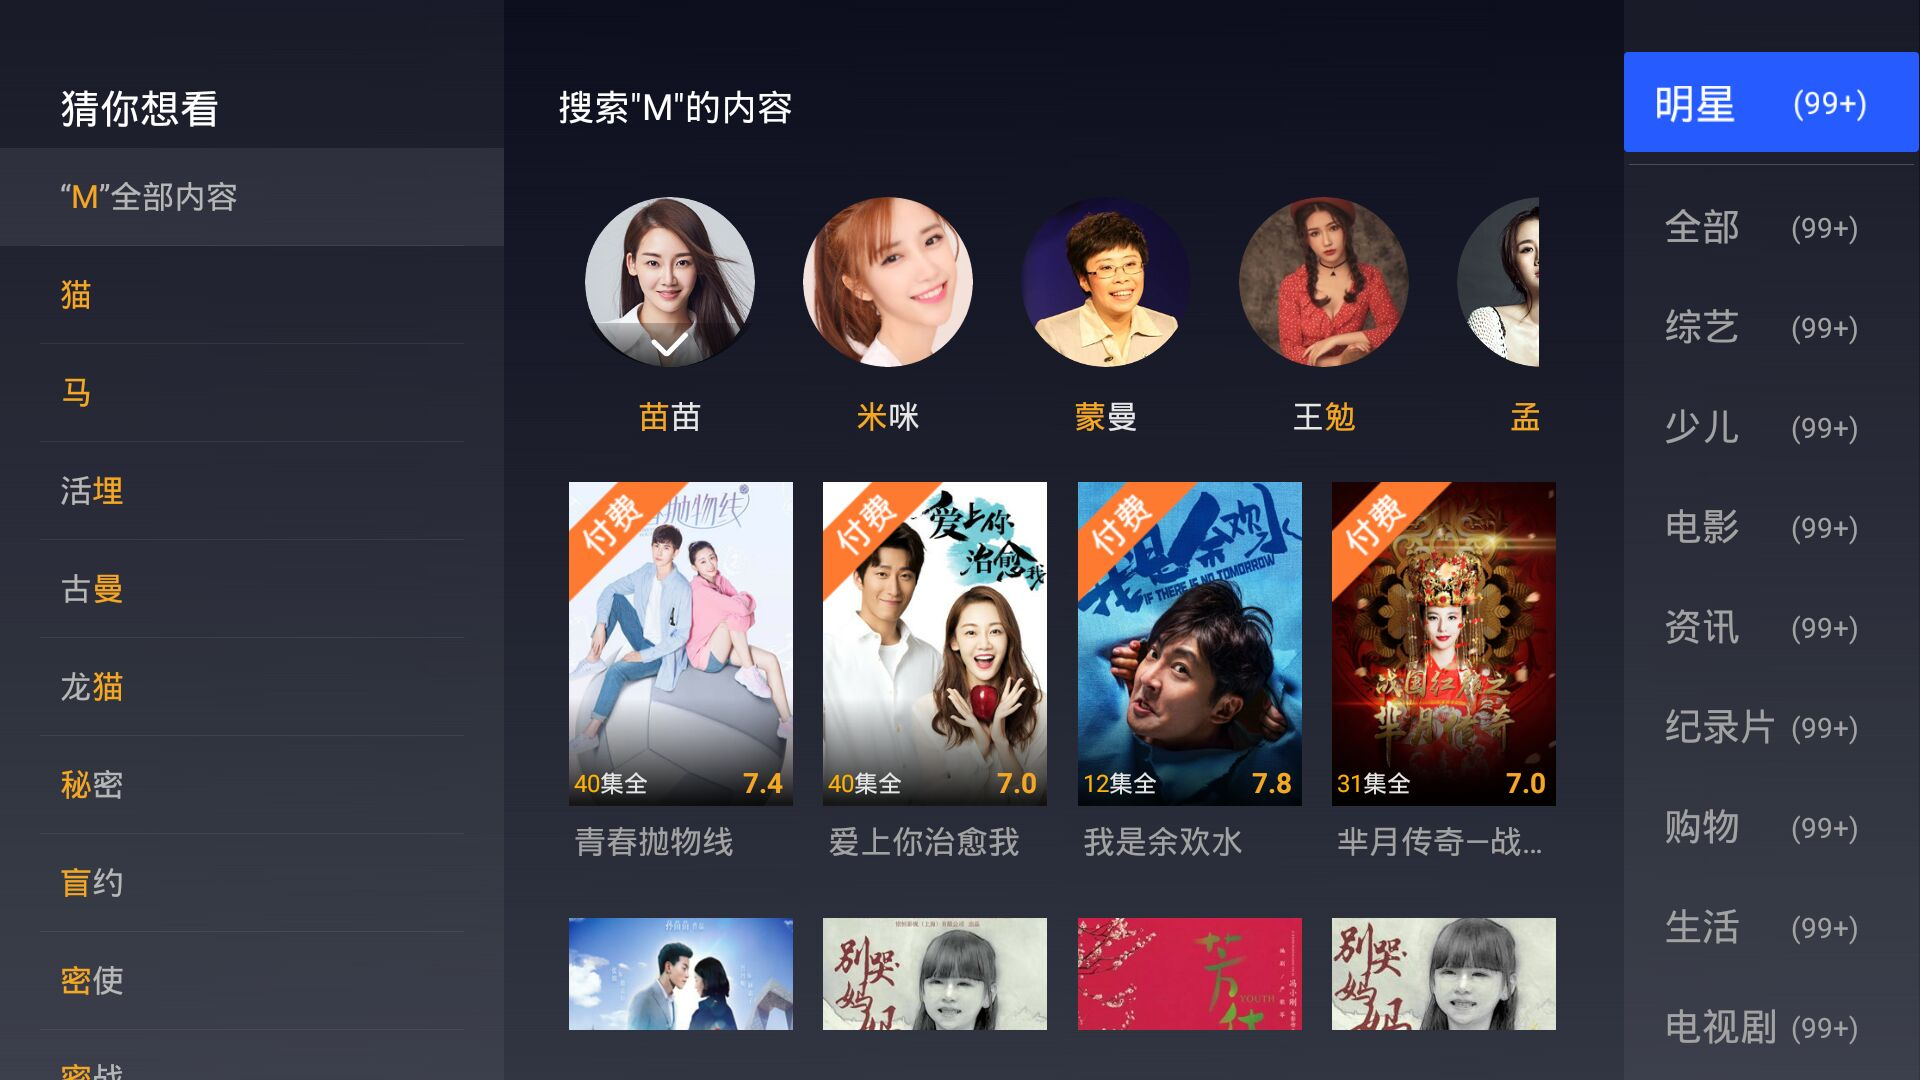 猜你想看
“M”全部内容
猫
马
活埋
古曼
龙猫
秘密
盲约
密使
密战
搜索"M"的内容
苗苗
米咪
蒙曼
王勉
孟
付费
抛物线
40集全
7.4
青春抛物线
付费
爱上你
治愈我
40集全
7.0
爱上你治愈我
付费
我是余欢水
IF THERE IS NO TOMORROW
12集全
7.8
我是余欢水
付费
战国红颜之
芈月传奇
31集全
7.0
芈月传奇—战...
别哭
妈妈
芳华
YOUTH
别哭
妈妈
明星 (99+)
全部 (99+)
综艺 (99+)
少儿 (99+)
电影 (99+)
资讯 (99+)
纪录片 (99+)
购物 (99+)
生活 (99+)
电视剧 (99+)